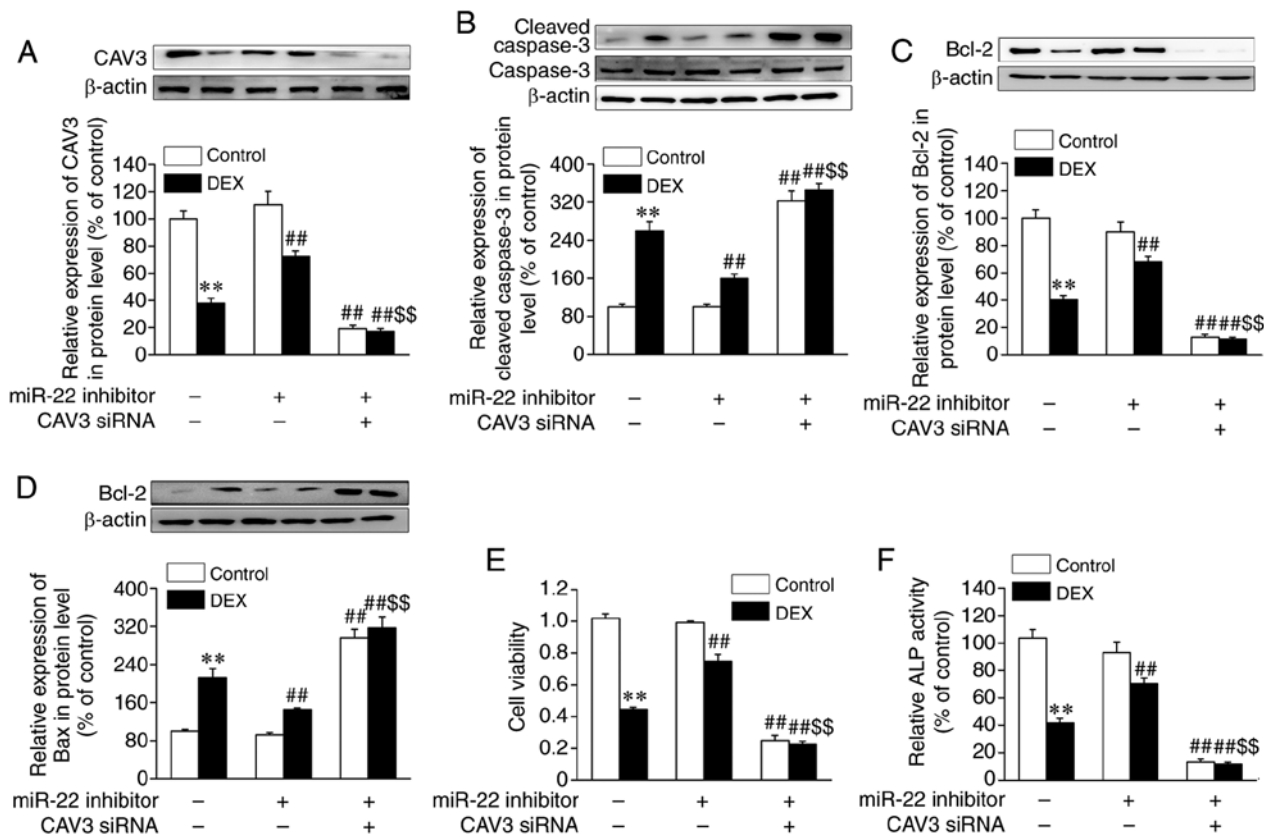 A
CAV3
β-actin
Relative expression of CAV3
in protein level (% of control)
140
120
100
80
60
40
20
0
Control
DEX
**
##
##
##$$
miR-22 inhibitor
CAV3 siRNA
– + +
– – +
B
Cleaved
caspase-3
Caspase-3
β-actin
Relative expression of
cleaved caspase-3 in protein
level (% of control)
400
320
240
160
80
0
Control
DEX
**
##
##
##$$
miR-22 inhibitor
CAV3 siRNA
– + +
– – +
C
Bcl-2
β-actin
Relative expression of Bcl-2 in
protein level (% of control)
140
120
100
80
60
40
20
0
Control
DEX
**
##
####$$
miR-22 inhibitor
CAV3 siRNA
– + +
– – +
D
Bcl-2
β-actin
Relative expression of
Bax in protein level
(% of control)
400
320
240
160
80
0
Control
DEX
**
##
##
##$$
miR-22 inhibitor
CAV3 siRNA
– + +
– – +
E
Cell viability
1.2
1.0
0.8
0.6
0.4
0.2
0
Control
DEX
**
##
##
##$$
miR-22 inhibitor
CAV3 siRNA
– + +
– – +
F
Relative ALP activity
(% of control)
140
120
100
80
60
40
20
0
Control
DEX
**
##
####$$
miR-22 inhibitor
CAV3 siRNA
– + +
– – +